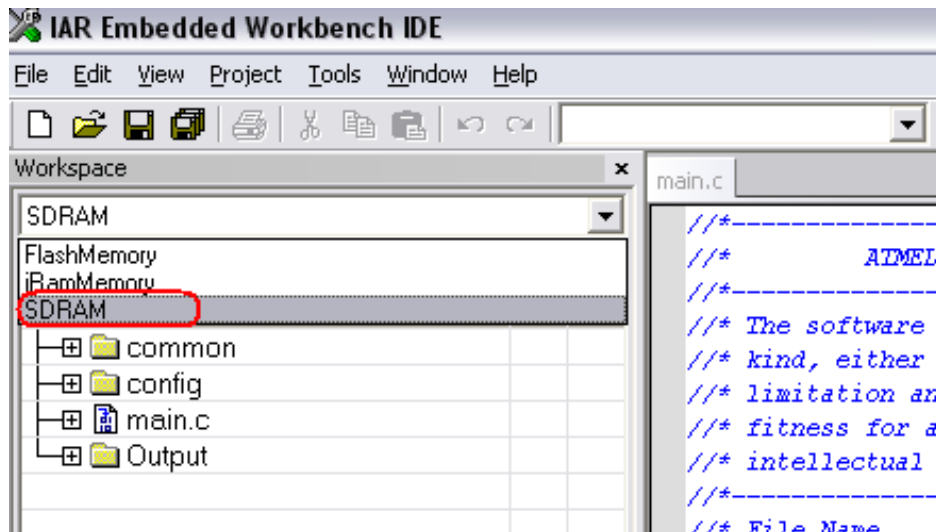 IAR Embedded Workbench IDE
File Edit View Project Tools Window Help
Workspace
SDRAM
FlashMemory
iRamMemory
SDRAM
common
config
main.c
Output
main.c
//*---------------
//* ATMEL
//*---------------
//* The software
//* kind, either
//* limitation an
//* fitness for a
//* intellectual
//*---------------
//* File Name